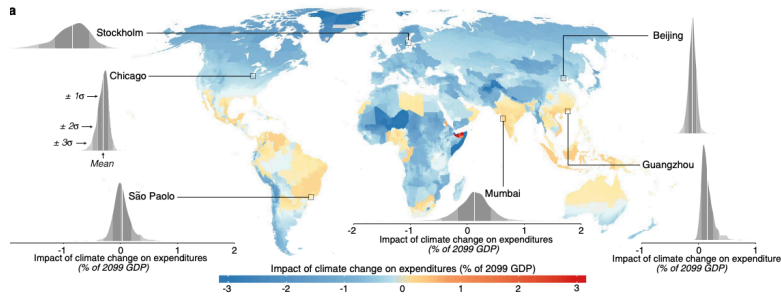 a
Stockholm
Beijing
Chicago
± 1σ
± 2σ
± 3σ
Mean
Guangzhou
Mumbai
São Paolo
-1 0 1 2
Impact of climate change on expenditures
(% of 2099 GDP)
-1 0 1 2
Impact of climate change on expenditures
(% of 2099 GDP)
-1 0 1
Impact of climate change on expenditure
(% of 2099 GDP)
Impact of climate change on expenditures (% of 2099 GDP)
-3 -2 -1 0 1 2 3